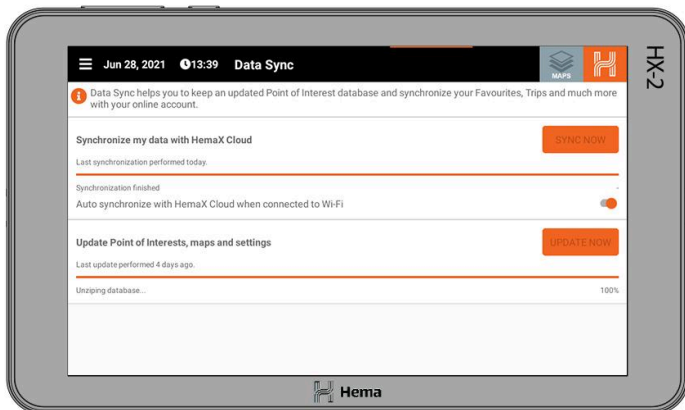 Jun 28, 2021 13:39 Data Sync
MAPS
HX-2
Data Sync helps you to keep an updated Point of Interest database and synchronize your Favourites, Trips and much more
with your online account.
Synchronize my data with HemaX Cloud
SYNC NOW
Last synchronization performed today.
Synchronization finished -
Auto synchronize with HemaX Cloud when connected to Wi-Fi
Update Point of Interests, maps and settings
UPDATE NOW
Last update performed 4 days ago.
Unziping database... 100%
Hema